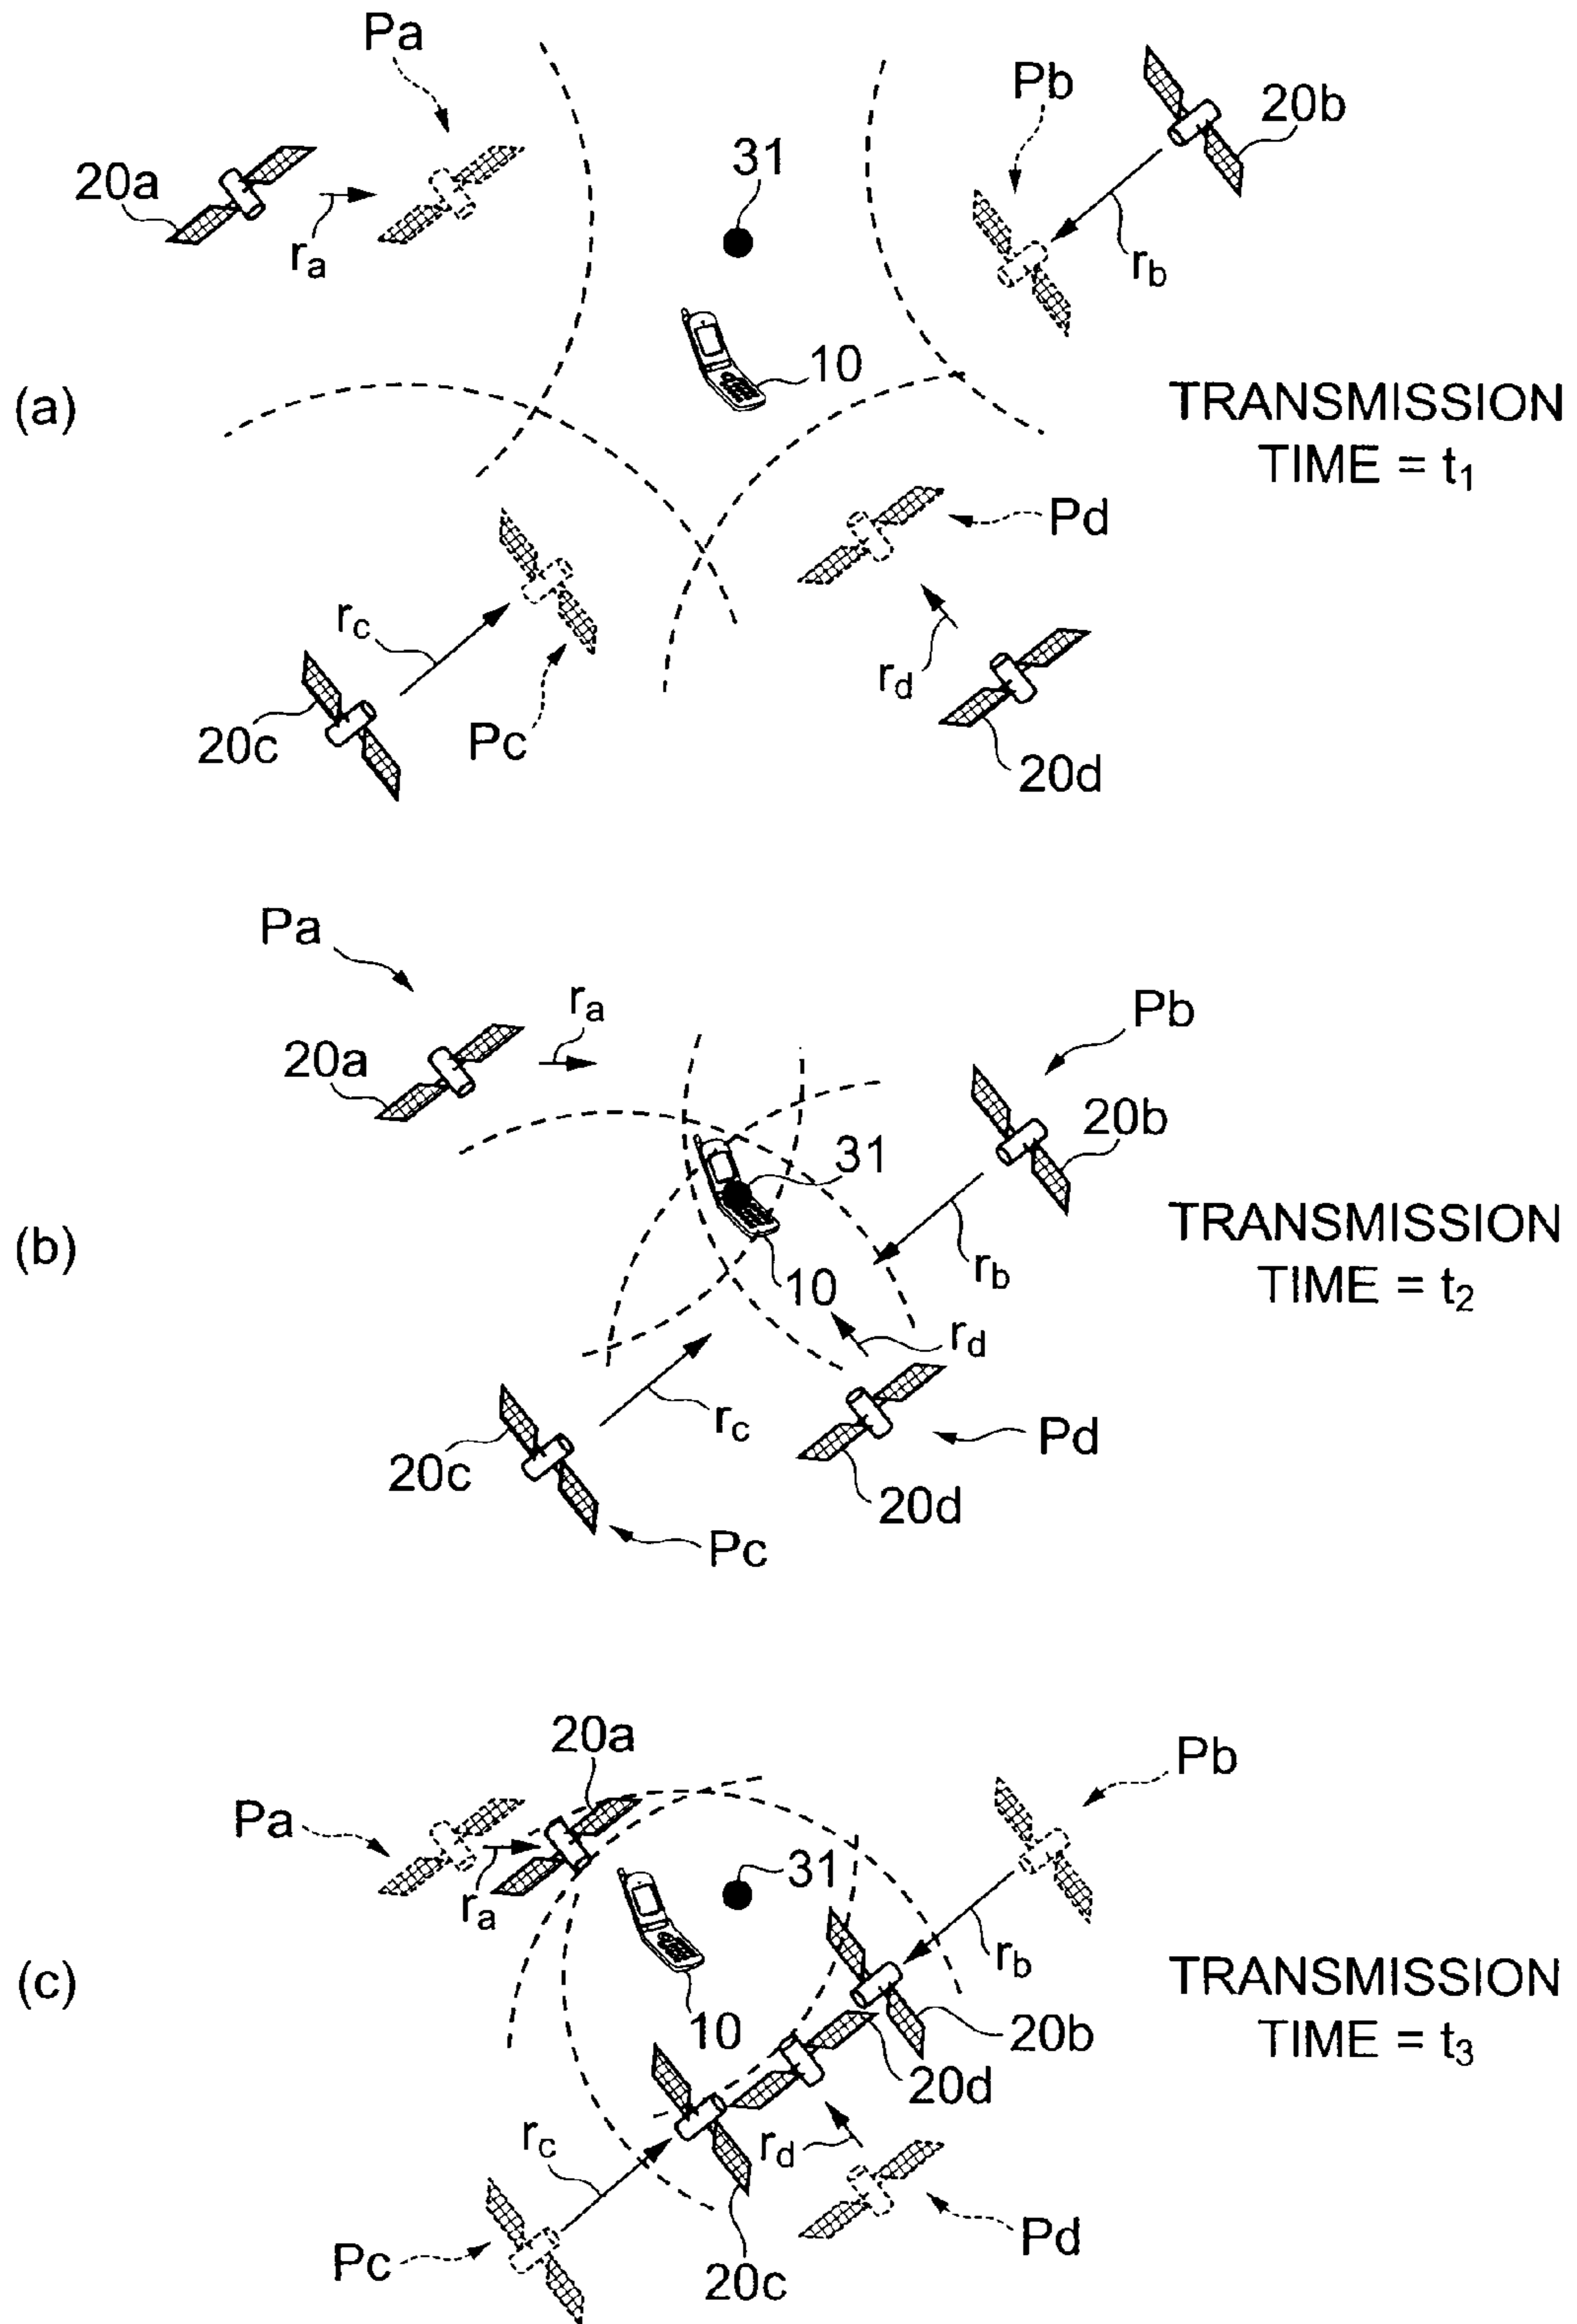 Pa
Pb
20b
31
20a
ra
rb
10
(a)
TRANSMISSION
TIME = t1
Pd
rc
rd
Pc
20c
20d
Pa
ra
Pb
20a
20b
31
(b)
TRANSMISSION
TIME = t2
rb
10
rd
rc
Pd
20c
20d
Pc
20a
Pb
Pa
31
ra
rb
(c)
TRANSMISSION
TIME = t3
10
20b
20d
rc
rd
Pd
Pc
20c